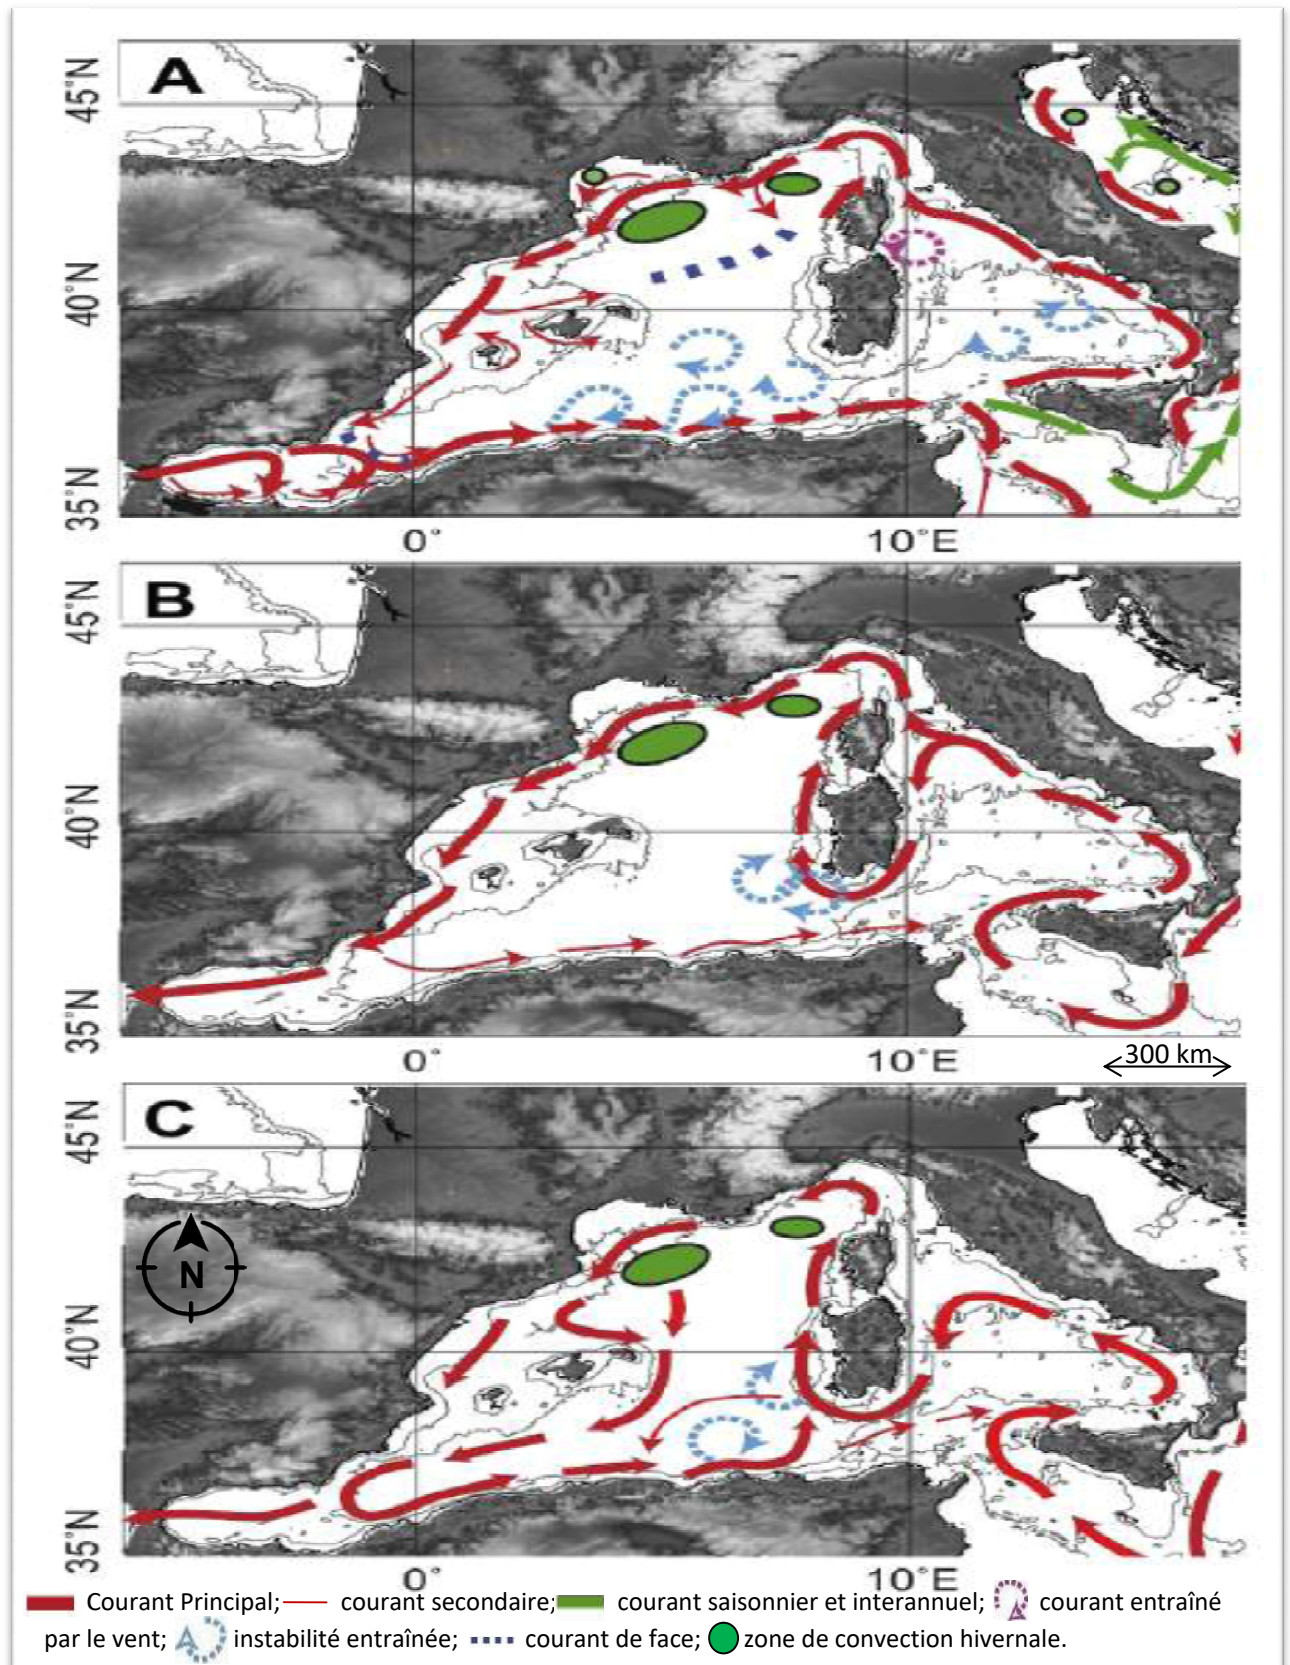 A
45°N
40°N
35°N
0°
10°E
B
45°N
40°N
35°N
0°
10°E
300 km
C
45°N
N
40°N
35°N
0°
10°E
Courant Principal; courant secondaire; courant saisonnier et interannuel; courant entraîné
par le vent; instabilité entraînée; courant de face; zone de convection hivernale.